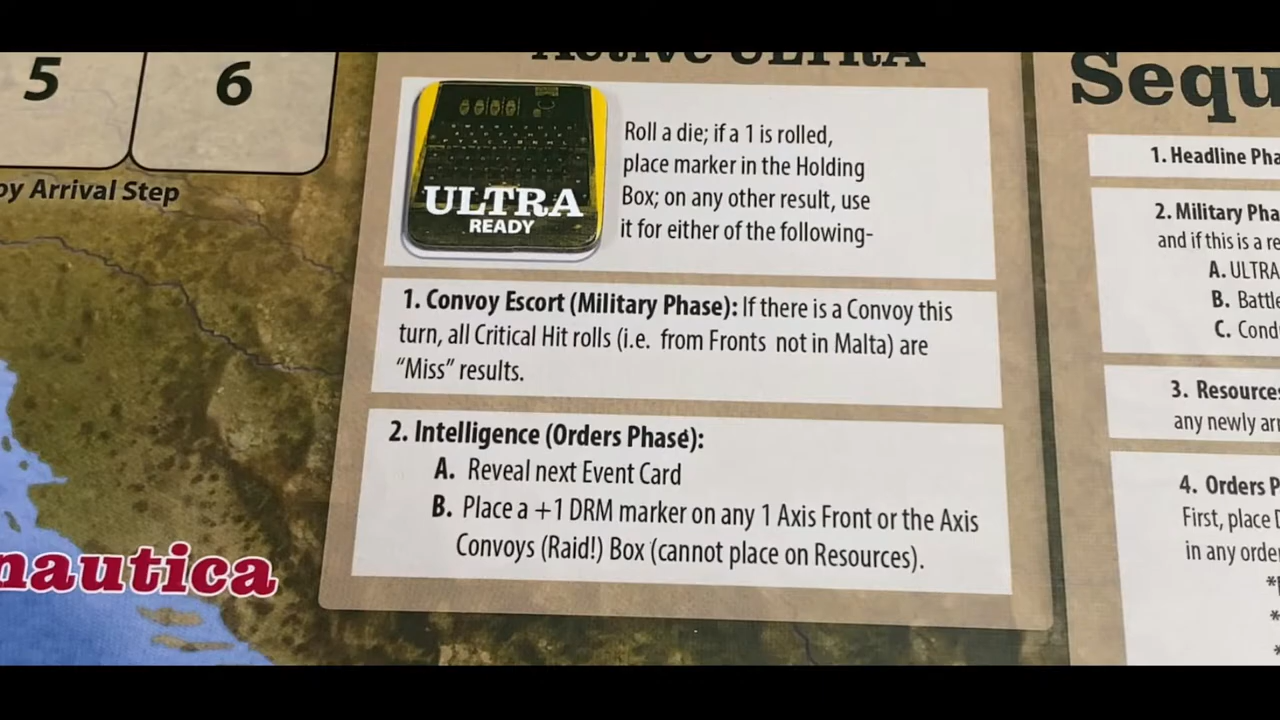 5
6
by Arrival Step
nautica
Active ULTRA
ULTRA
READY
Roll a die; if a 1 is rolled,
place marker in the Holding
Box; on any other result, use
it for either of the following-
1. Convoy Escort (Military Phase): If there is a Convoy this
turn, all Critical Hit rolls (i.e. from Fronts not in Malta) are
“Miss” results.
2. Intelligence (Orders Phase):
A. Reveal next Event Card
B. Place a +1 DRM marker on any 1 Axis Front or the Axis
Convoys (Raid!) Box (cannot place on Resources).
Sequ
1. Headline Pha
2. Military Pha
and if this is a re
A. ULTRA
B. Battle
C. Cond
3. Resources
any newly arr
4. Orders P
First, place D
in any orde
*
*
*